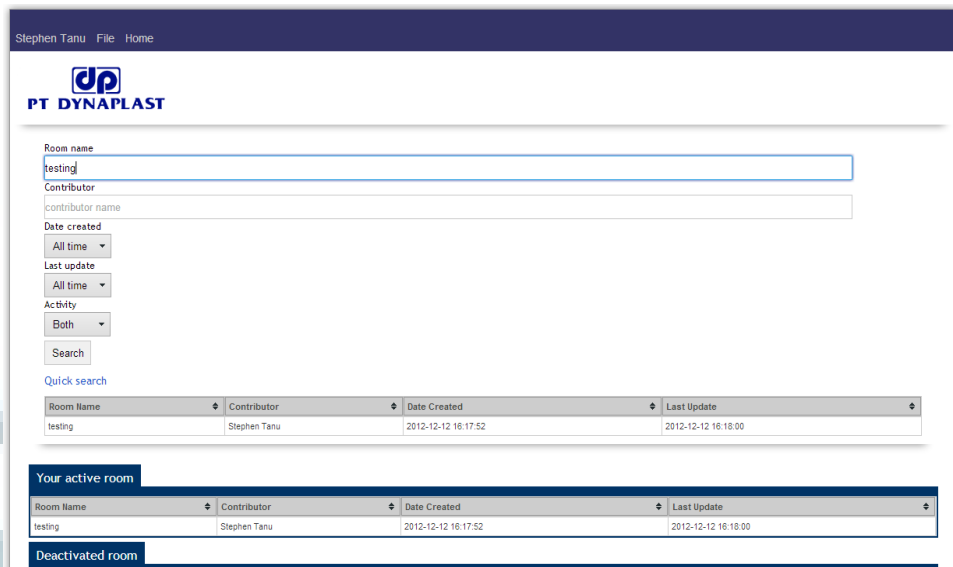 Stephen Tanu File Home
dp
PT DYNAPLAST
Room name
testing
Contributor
contributor name
Date created
All time
Last update
All time
Activity
Both
Search
Quick search
Room Name Contributor Date Created Last Update
testing Stephen Tanu 2012-12-12 16:17:52 2012-12-12 16:18:00
Your active room
Room Name Contributor Date Created Last Update
testing Stephen Tanu 2012-12-12 16:17:52 2012-12-12 16:18:00
Deactivated room